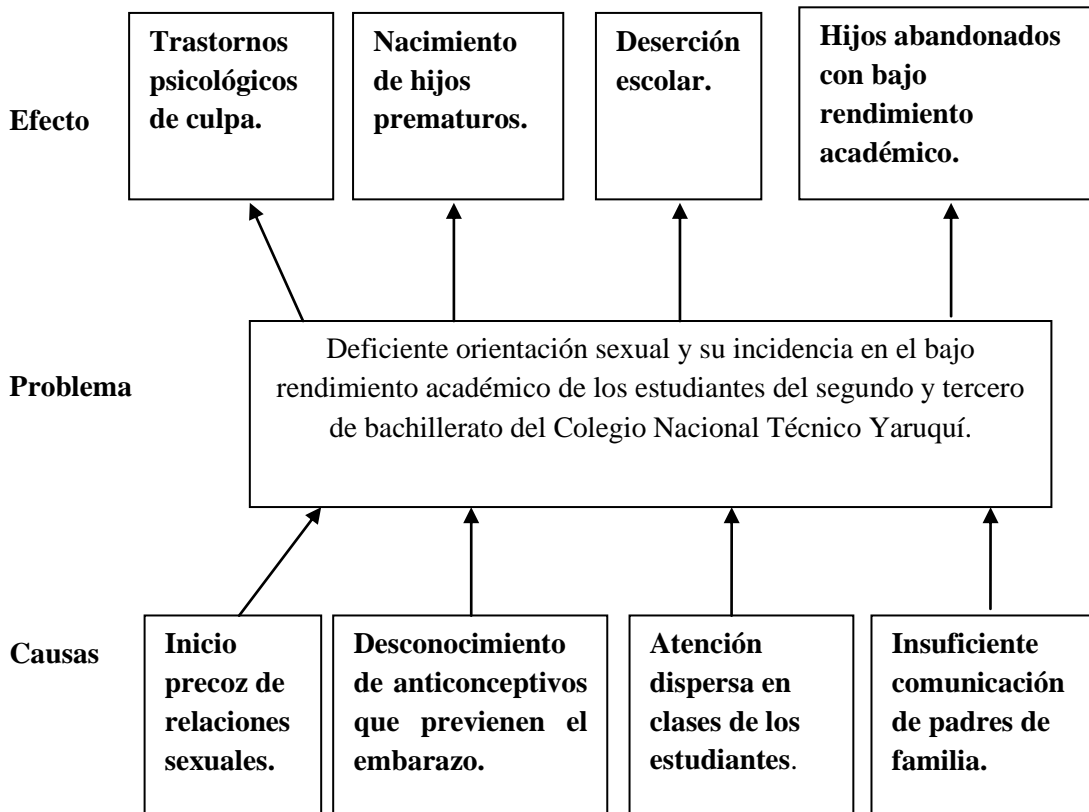 Efecto
Trastornos
psicológicos
de culpa.
Nacimiento
de hijos
prematuros.
Deserción
escolar.
Hijos abandonados
con bajo
rendimiento
académico.
Problema
Deficiente orientación sexual y su incidencia en el bajo
rendimiento académico de los estudiantes del segundo y tercero
de bachillerato del Colegio Nacional Técnico Yaruquí.
Causas
Inicio
precoz de
relaciones
sexuales.
Desconocimiento
de anticonceptivos
que previenen el
embarazo.
Atención
dispersa en
clases de los
estudiantes.
Insuficiente
comunicación
de padres de
familia.